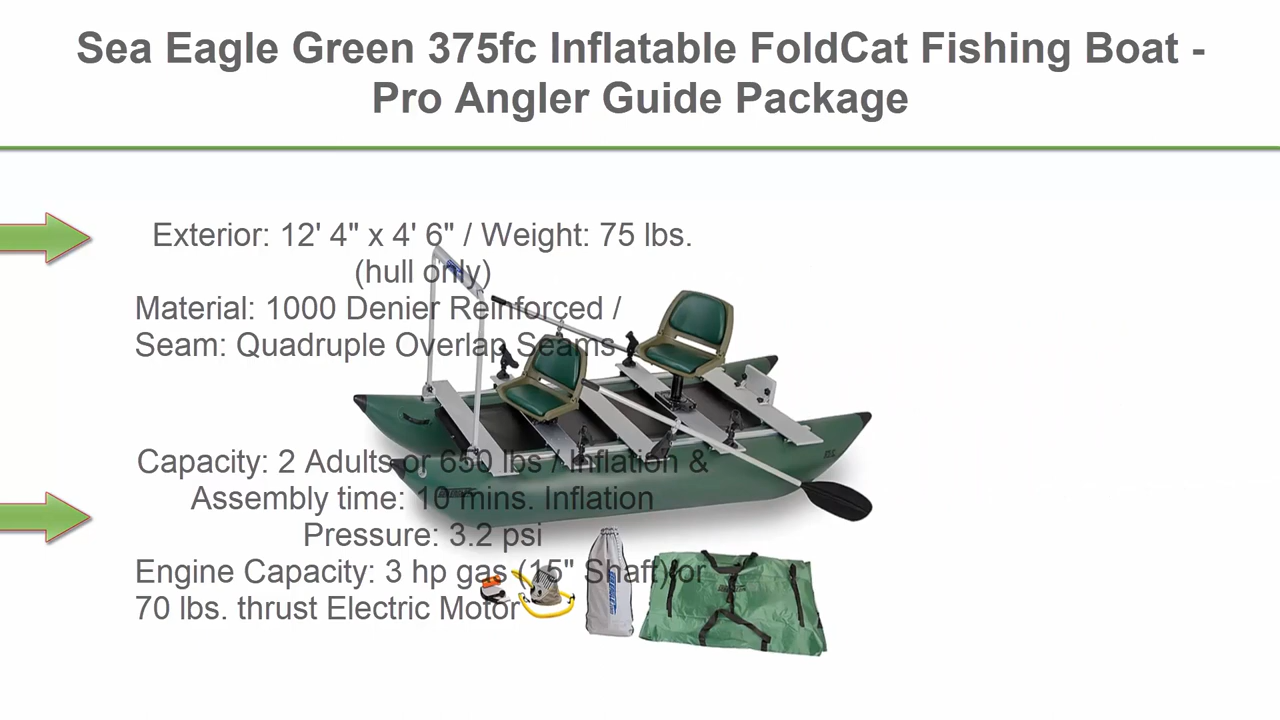 Sea Eagle Green 375fc Inflatable FoldCat Fishing Boat -
Pro Angler Guide Package
Exterior: 12' 4" x 4' 6" / Weight: 75 lbs.
(hull only)
Material: 1000 Denier Reinforced /
Seam: Quadruple Overlap Seams
Capacity: 2 Adults or 650 lbs / Inflation &
Assembly time: 10 mins. Inflation
Pressure: 3.2 psi
Engine Capacity: 3 hp gas (15" Shaft) or
70 lbs. thrust Electric Motor